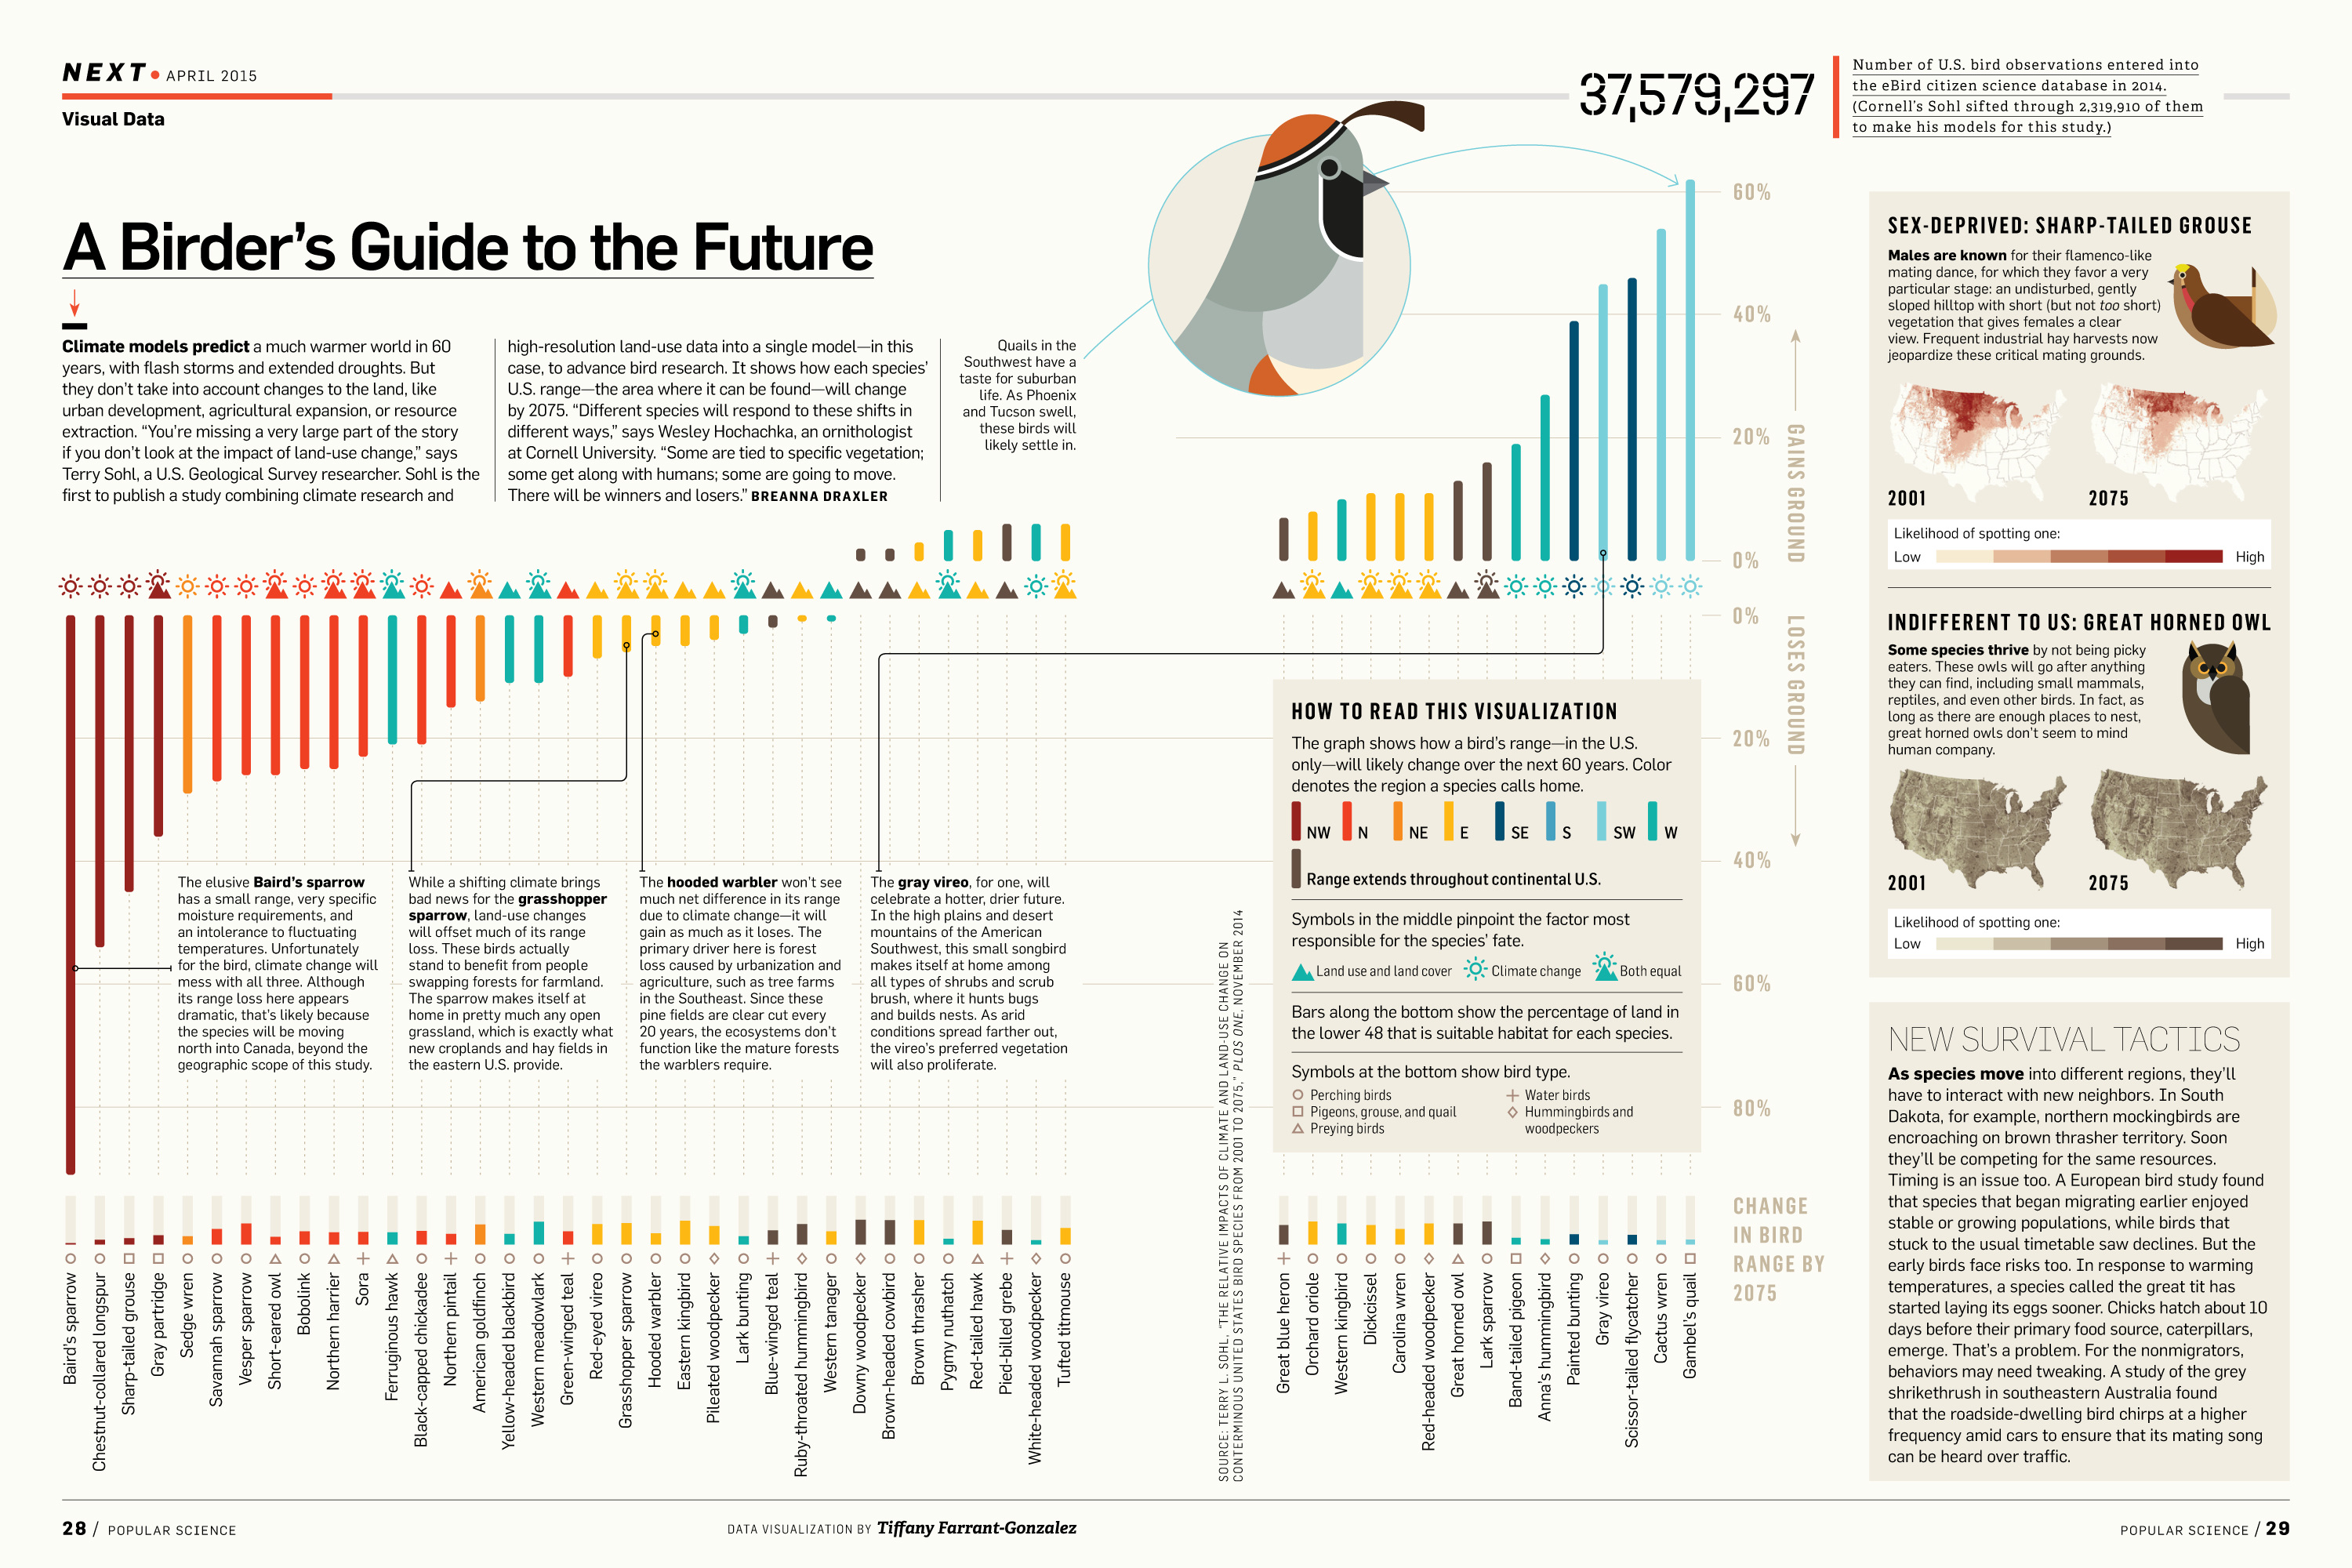 NEXT • APRIL 2015
Visual Data
37,579,297
Number of U.S. bird observations entered into
the eBird citizen science database in 2014.
(Cornell's Sohl sifted through 2,319,910 of them
to make his models for this study.)
A Birder's Guide to the Future
Climate models predict a much warmer world in 60
years, with flash storms and extended droughts. But
they don't take into account changes to the land, like
urban development, agricultural expansion, or resource
extraction. "You're missing a very large part of the story
if you don't look at the impact of land-use change," says
Terry Sohl, a U.S. Geological Survey researcher. Sohl is the
first to publish a study combining climate research and
high-resolution land-use data into a single model—in this
case, to advance bird research. It shows how each species'
U.S. range—the area where it can be found—will change
by 2075. "Different species will respond to these shifts in
different ways," says Wesley Hochachka, an ornithologist
at Cornell University. "Some are tied to specific vegetation;
some get along with humans; some are going to move.
There will be winners and losers." BREANNA DRAXLER
Quails in the
Southwest have a
taste for suburban
life. As Phoenix
and Tucson swell,
these birds will
likely settle in.
60%
40%
20%
0%
GAINS GROUND
0%
20%
40%
60%
80%
LOSES GROUND
The elusive Baird's sparrow
has a small range, very specific
moisture requirements, and
an intolerance to fluctuating
temperatures. Unfortunately
for the bird, climate change will
mess with all three. Although
its range loss here appears
dramatic, that's likely because
the species will be moving
north into Canada, beyond the
geographic scope of this study.
While a shifting climate brings
bad news for the grasshopper
sparrow, land-use changes
will offset much of its range
loss. These birds actually
stand to benefit from people
swapping forests for farmland.
The sparrow makes itself at
home in pretty much any open
grassland, which is exactly what
new croplands and hay fields in
the eastern U.S. provide.
The hooded warbler won't see
much net difference in its range
due to climate change—it will
gain as much as it loses. The
primary driver here is forest
loss caused by urbanization and
agriculture, such as tree farms
in the Southeast. Since these
pine fields are clear cut every
20 years, the ecosystems don't
function like the mature forests
the warblers require.
The gray vireo, for one, will
celebrate a hotter, drier future.
In the high plains and desert
mountains of the American
Southwest, this small songbird
makes itself at home among
all types of shrubs and scrub
brush, where it hunts bugs
and builds nests. As arid
conditions spread farther out,
the vireo's preferred vegetation
will also proliferate.
SOURCE: TERRY L. SOHL, "THE RELATIVE IMPACTS OF CLIMATE AND LAND-USE CHANGE ON
CONTERMINOUS UNITED STATES BIRD SPECIES FROM 2001 TO 2075," PLOS ONE, NOVEMBER 2014
HOW TO READ THIS VISUALIZATION
The graph shows how a bird's range—in the U.S.
only—will likely change over the next 60 years. Color
denotes the region a species calls home.
NW N NE E SE S SW W
Range extends throughout continental U.S.
Symbols in the middle pinpoint the factor most
responsible for the species' fate.
Land use and land cover Climate change Both equal
Bars along the bottom show the percentage of land in
the lower 48 that is suitable habitat for each species.
Symbols at the bottom show bird type.
Perching birds
Pigeons, grouse, and quail
Preying birds
Water birds
Hummingbirds and
woodpeckers
CHANGE
IN BIRD
RANGE BY
2075
Baird's sparrow
Chestnut-collared longspur
Sharp-tailed grouse
Gray partridge
Sedge wren
Savannah sparrow
Vesper sparrow
Short-eared owl
Bobolink
Northern harrier
Sora
Ferruginous hawk
Black-capped chickadee
Northern pintail
American goldfinch
Yellow-headed blackbird
Western meadowlark
Green-winged teal
Red-eyed vireo
Grasshopper sparrow
Hooded warbler
Eastern kingbird
Pileated woodpecker
Lark bunting
Blue-winged teal
Ruby-throated hummingbird
Western tanager
Downy woodpecker
Brown-headed cowbird
Brown thrasher
Pygmy nuthatch
Red-tailed hawk
Pied-billed grebe
White-headed woodpecker
Tufted titmouse
Great blue heron
Orchard oriole
Western kingbird
Dickcissel
Carolina wren
Red-headed woodpecker
Great horned owl
Lark sparrow
Band-tailed pigeon
Anna's hummingbird
Painted bunting
Gray vireo
Scissor-tailed flycatcher
Cactus wren
Gambel's quail
SEX-DEPRIVED: SHARP-TAILED GROUSE
Males are known for their flamenco-like
mating dance, for which they favor a very
particular stage: an undisturbed, gently
sloped hilltop with short (but not too short)
vegetation that gives females a clear
view. Frequent industrial hay harvests now
jeopardize these critical mating grounds.
2001 2075
Likelihood of spotting one:
Low High
INDIFFERENT TO US: GREAT HORNED OWL
Some species thrive by not being picky
eaters. These owls will go after anything
they can find, including small mammals,
reptiles, and even other birds. In fact, as
long as there are enough places to nest,
great horned owls don't seem to mind
human company.
2001 2075
Likelihood of spotting one:
Low High
NEW SURVIVAL TACTICS
As species move into different regions, they'll
have to interact with new neighbors. In South
Dakota, for example, northern mockingbirds are
encroaching on brown thrasher territory. Soon
they'll be competing for the same resources.
Timing is an issue too. A European bird study found
that species that began migrating earlier enjoyed
stable or growing populations, while birds that
stuck to the usual timetable saw declines. But the
early birds face risks too. In response to warming
temperatures, a species called the great tit has
started laying its eggs sooner. Chicks hatch about 10
days before their primary food source, caterpillars,
emerge. That's a problem. For the nonmigrators,
behaviors may need tweaking. A study of the grey
shrikethrush in southeastern Australia found
that the roadside-dwelling bird chirps at a higher
frequency amid cars to ensure that its mating song
can be heard over traffic.
28 / POPULAR SCIENCE
DATA VISUALIZATION BY Tiffany Farrant-Gonzalez
POPULAR SCIENCE / 29